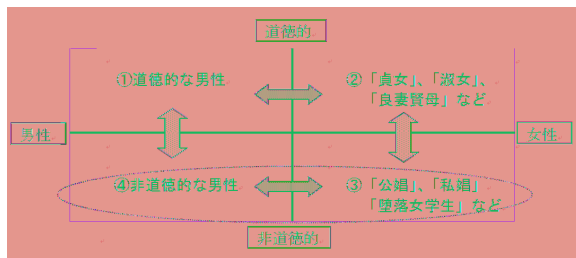 道徳的
①道徳的な男性
②「貞女」、「淑女」、
「良妻賢母」など
男性
女性
④非道徳的な男性
③「公娼」、「私娼」
「堕落女学生」など
非道徳的